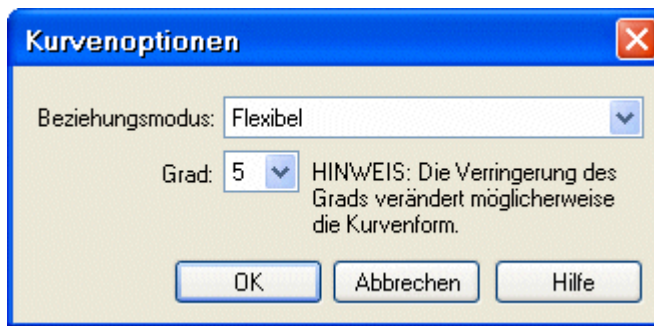 Kurvenoptionen
Beziehungsmodus: Flexibel
Grad: 5 HINWEIS: Die Verringerung des
Grads verändert möglicherweise
die Kurvenform.
OK Abbrechen Hilfe